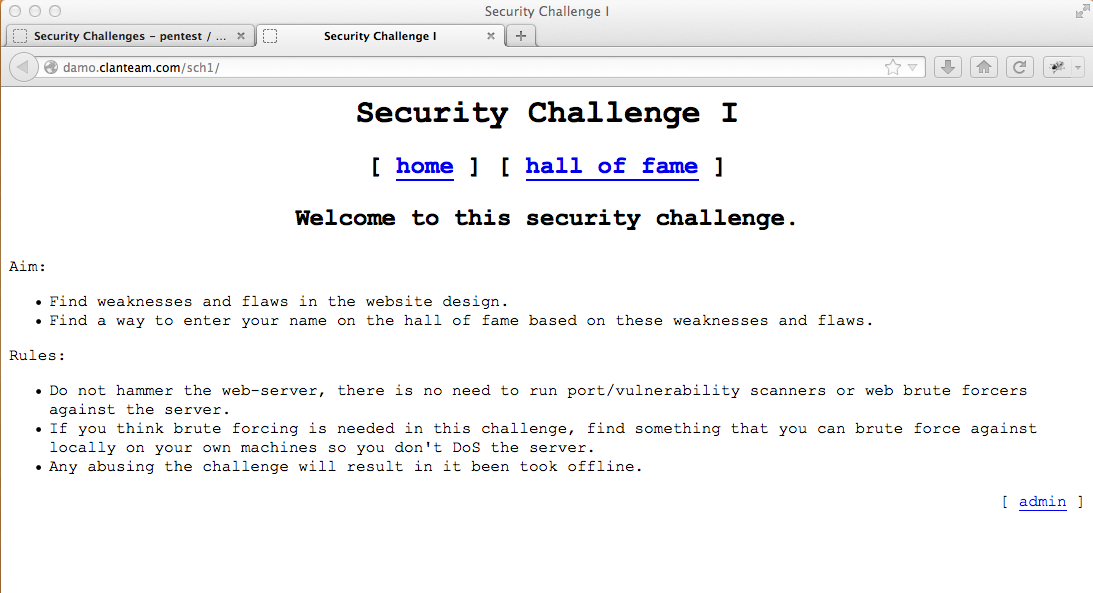 Security Challenge I
Security Challenges - pentest / ...
Security Challenge I
damo.clanteam.com/sch1/
Security Challenge I
[ home ] [ hall of fame ]
Welcome to this security challenge.
Aim:
• Find weaknesses and flaws in the website design.
• Find a way to enter your name on the hall of fame based on these weaknesses and flaws.
Rules:
• Do not hammer the web-server, there is no need to run port/vulnerability scanners or web brute forcers
against the server.
• If you think brute forcing is needed in this challenge, find something that you can brute force against
locally on your own machines so you don't DoS the server.
• Any abusing the challenge will result in it been took offline.
[ admin ]